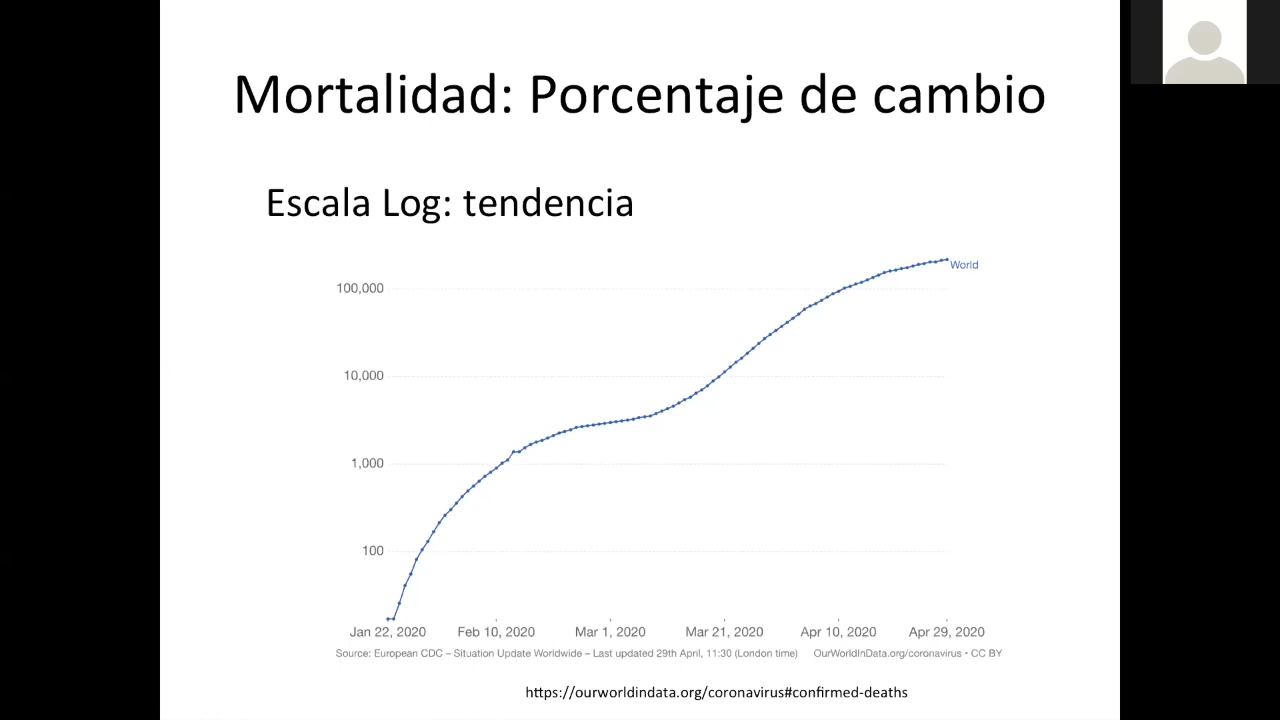 Mortalidad: Porcentaje de cambio
Escala Log: tendencia
World
100,000
10,000
1,000
100
Jan 22, 2020 Feb 10, 2020 Mar 1, 2020 Mar 21, 2020 Apr 10, 2020 Apr 29, 2020
Source: European CDC – Situation Update Worldwide – Last updated 29th April, 11:30 (London time) OurWorldInData.org/coronavirus • CC BY
https://ourworldindata.org/coronavirus#confirmed-deaths